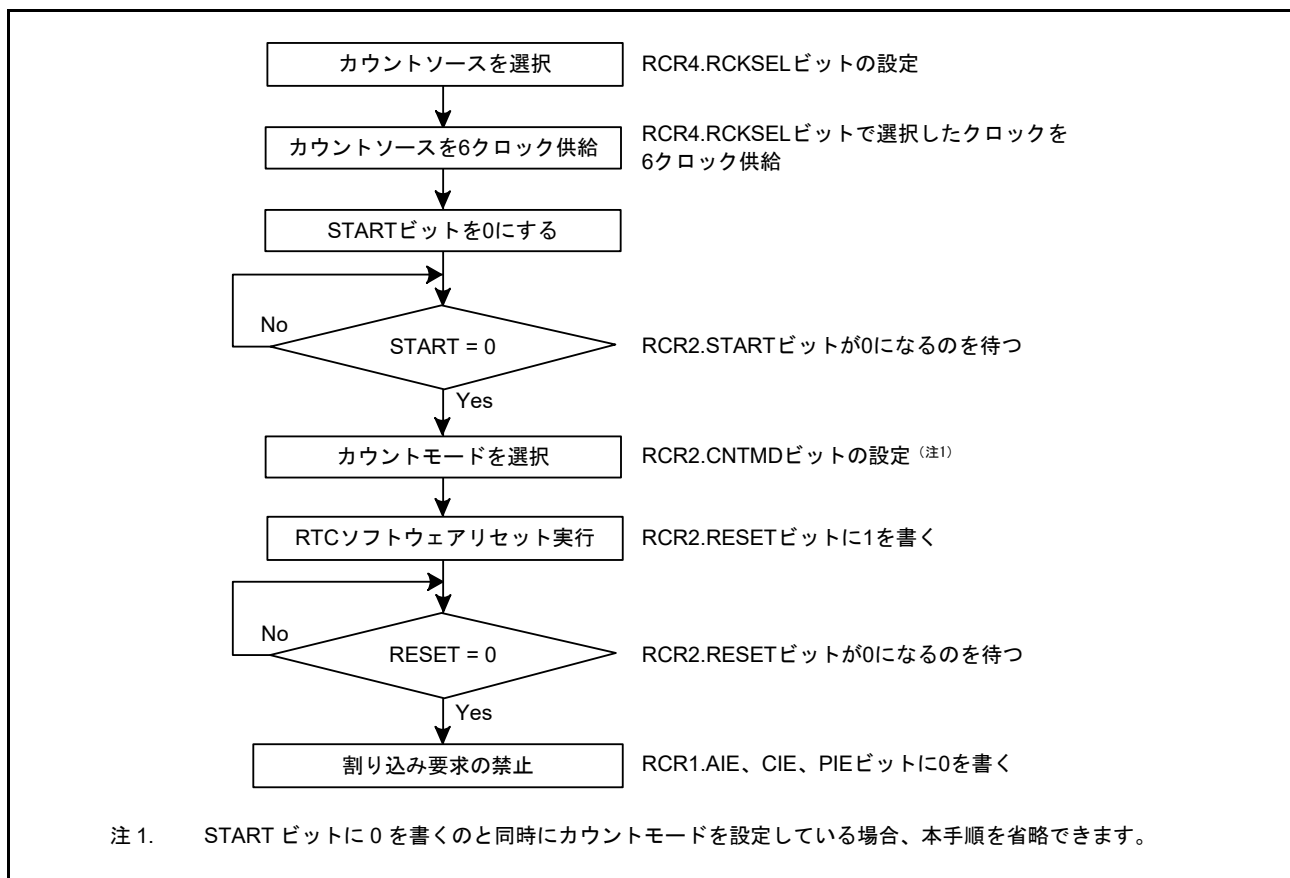 カウントソースを選択 RCR4.RCKSELビットの設定
カウントソースを6クロック供給 RCR4.RCKSELビットで選択したクロックを
6クロック供給
STARTビットを0にする
No
START = 0 RCR2.STARTビットが0になるのを待つ
Yes
カウントモードを選択 RCR2.CNTMDビットの設定（注1）
RTCソフトウェアリセット実行 RCR2.RESETビットに1を書く
No
RESET = 0 RCR2.RESETビットが0になるのを待つ
Yes
割り込み要求の禁止 RCR1.AIE、CIE、PIEビットに0を書く
注 1. START ビットに 0 を書くのと同時にカウントモードを設定している場合、本手順を省略できます。